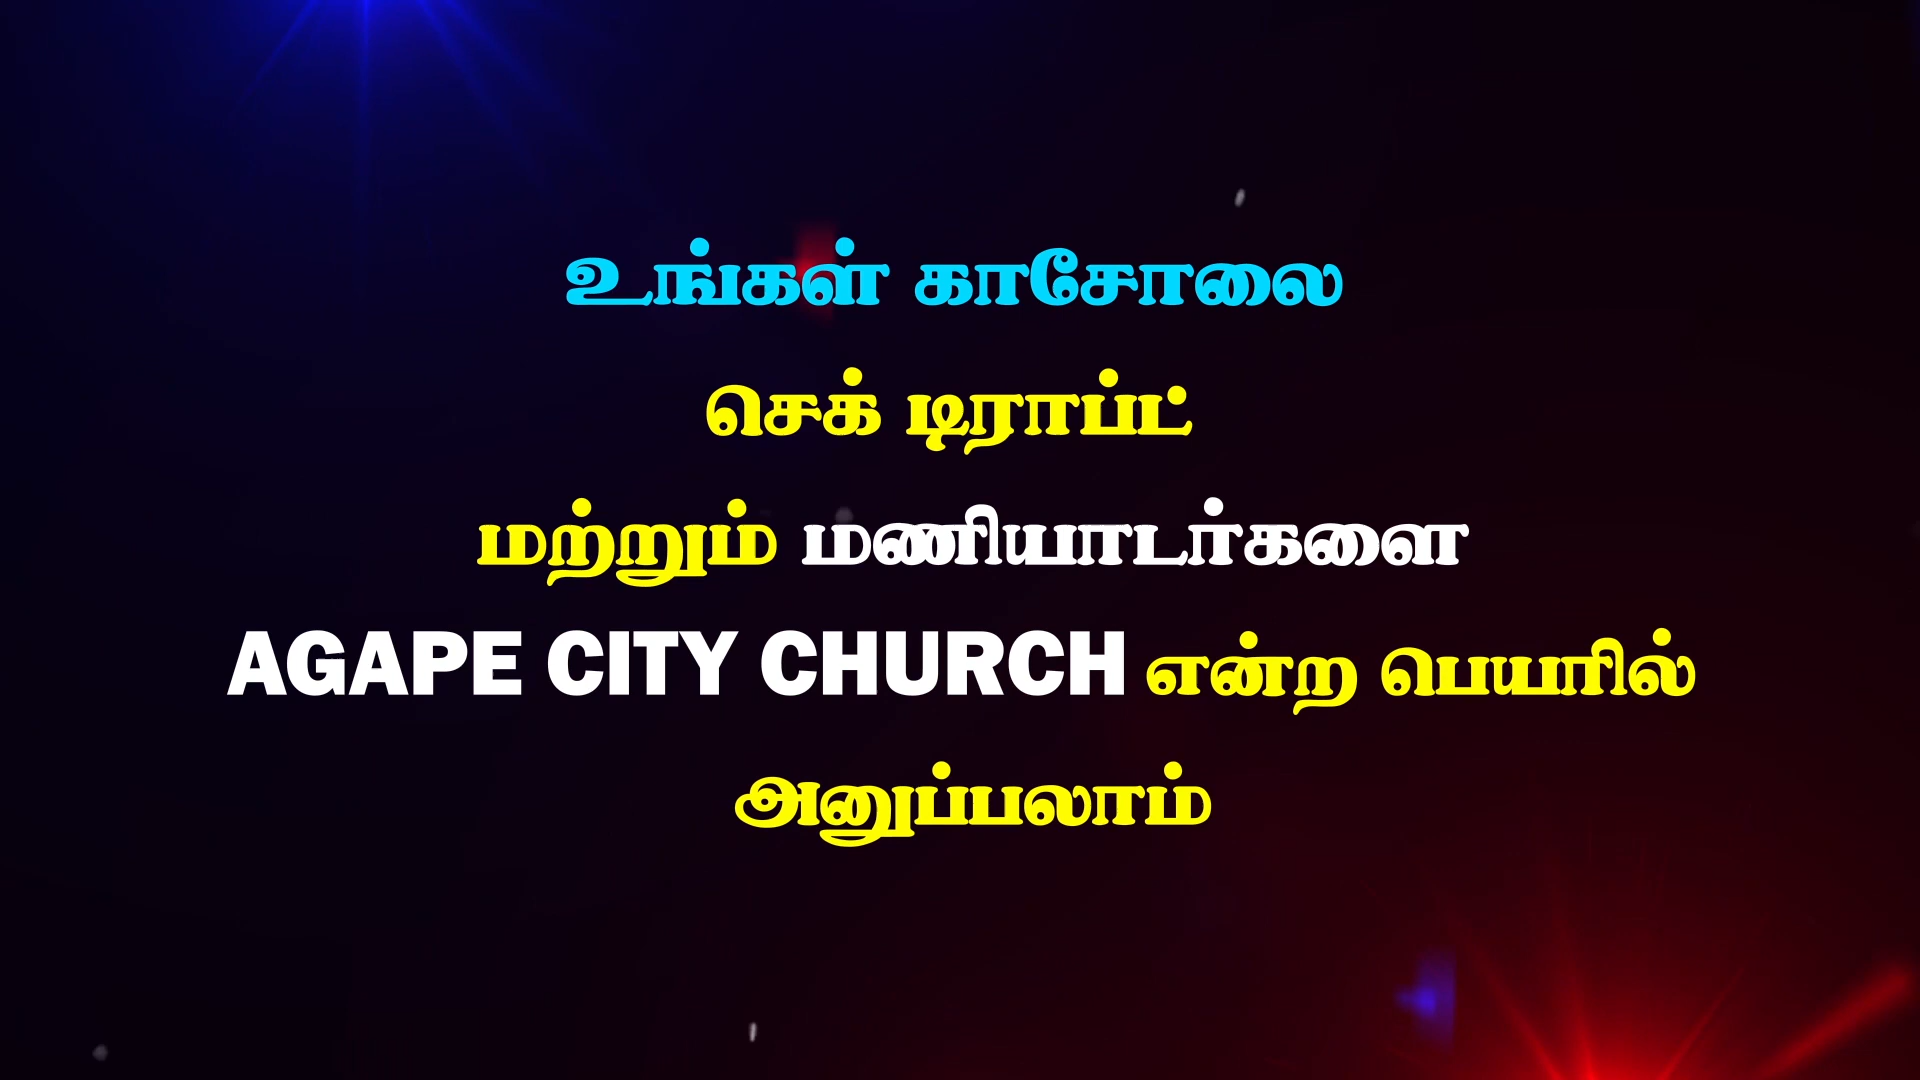 உங்கள் காசோலை
செக் டிராப்ட்
மற்றும் மணியாடர்களை
AGAPE CITY CHURCH என்ற பெயரில்
அனுப்பலாம்